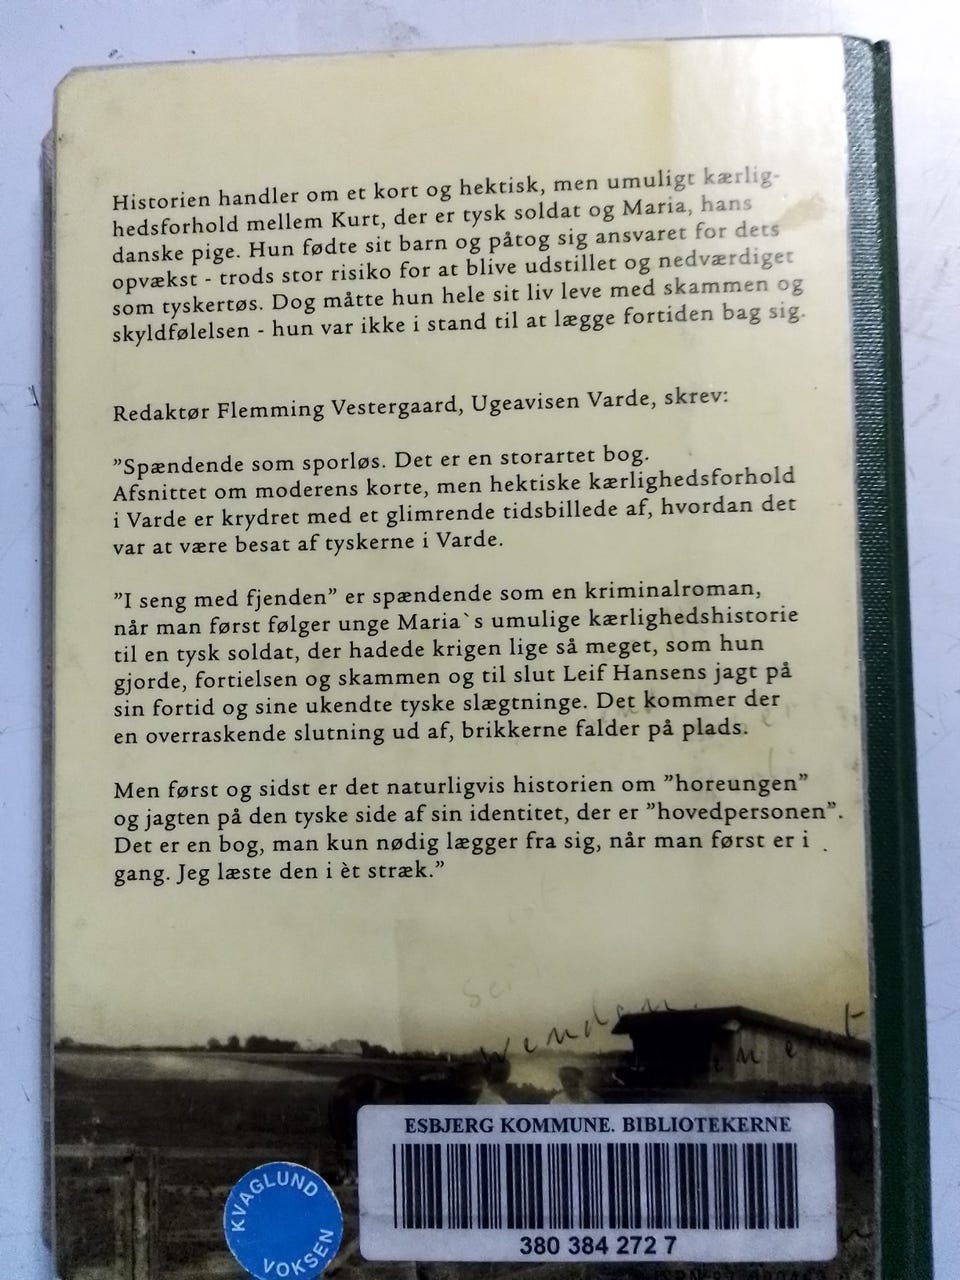 Historien handler om et kort og hektisk, men umuligt kærlig-
hedsforhold mellem Kurt, der er tysk soldat og Maria, hans
danske pige. Hun fødte sit barn og påtog sig ansvaret for dets
opvækst - trods stor risiko for at blive udstillet og nedværdiget
som tyskertøs. Dog måtte hun hele sit liv leve med skammen og
skyldfølelsen - hun var ikke i stand til at lægge fortiden bag sig.
Redaktør Flemming Vestergaard, Ugeavisen Varde, skrev:
”Spændende som sporløs. Det er en storartet bog.
Afsnittet om moderens korte, men hektiske kærlighedsforhold
i Varde er krydret med et glimrende tidsbillede af, hvordan det
var at være besat af tyskerne i Varde.
”I seng med fjenden” er spændende som en kriminalroman,
når man først følger unge Maria`s umulige kærlighedshistorie
til en tysk soldat, der hadede krigen lige så meget, som hun
gjorde, fortielsen og skammen og til slut Leif Hansens jagt på
sin fortid og sine ukendte tyske slægtninge. Det kommer der
en overraskende slutning ud af, brikkerne falder på plads.
Men først og sidst er det naturligvis historien om ”horeungen”
og jagten på den tyske side af sin identitet, der er ”hovedpersonen”.
Det er en bog, man kun nødig lægger fra sig, når man først er i
gang. Jeg læste den i èt stræk.”
ESBJERG KOMMUNE. BIBLIOTEKERNE
380 384 272 7
KVAGLUND
VOKSEN